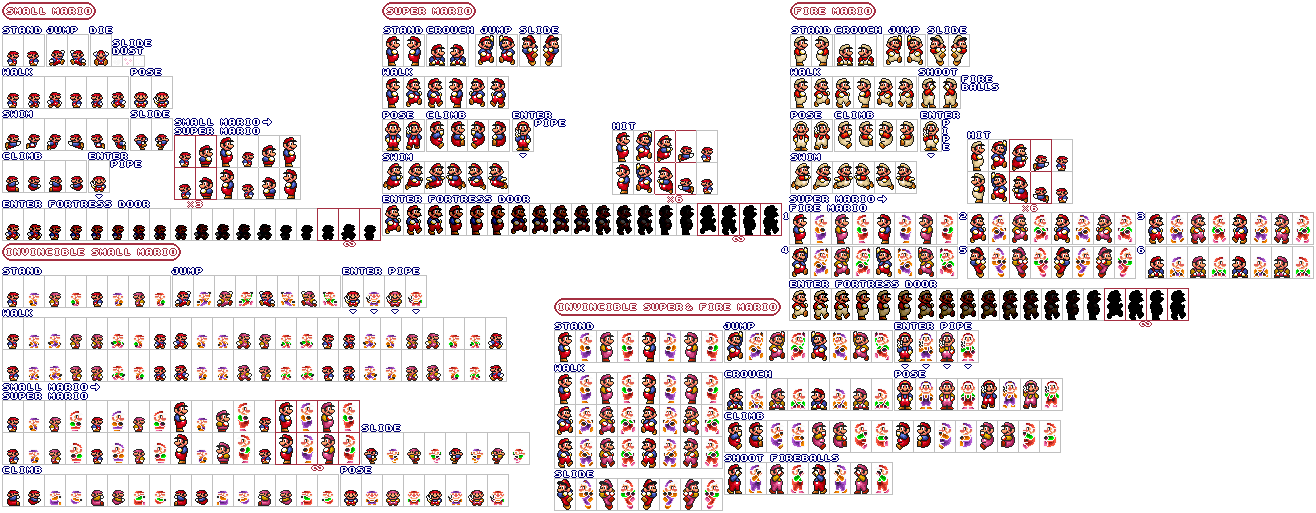 SMALL MARIO
STAND JUMP DIE
SLIDE
DUST
WALK POSE
SWIM SLIDE
SMALL MARIO→
SUPER MARIO
CLIMB ENTER
PIPE
×3
ENTER FORTRESS DOOR
∞
SUPER MARIO
STAND CROUCH JUMP SLIDE
WALK
POSE CLIMB ENTER
PIPE
HIT
SWIM
×6
ENTER FORTRESS DOOR
∞
FIRE MARIO
STAND CROUCH JUMP SLIDE
WALK SHOOT
FIRE
BALLS
POSE CLIMB ENTER
PIPE
HIT
SWIM
×6
SUPER MARIO→
FIRE MARIO
1 2 3
4 5 6
ENTER FORTRESS DOOR
∞
INVINCIBLE SMALL MARIO
STAND JUMP ENTER PIPE
WALK
SMALL MARIO→
SUPER MARIO
SLIDE
∞
CLIMB POSE
INVINCIBLE SUPER& FIRE MARIO
STAND JUMP ENTER PIPE
WALK CROUCH POSE
CLIMB
SHOOT FIREBALLS
SLIDE